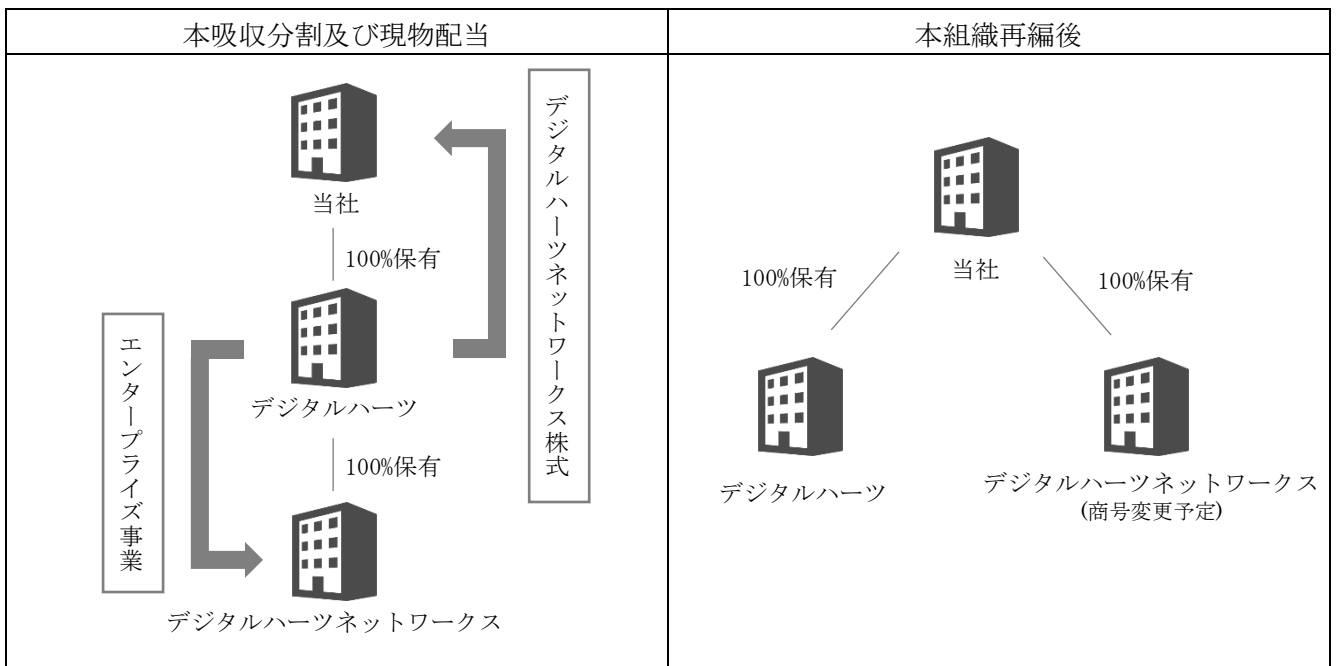 本吸収分割及び現物配当
当社
100%保有
デジタルハーツ
100%保有
デジタルハーツネットワークス
エンタープライズ事業
デジタルハーツネットワークス株式
本組織再編後
当社
100%保有
100%保有
デジタルハーツ
デジタルハーツネットワークス
(商号変更予定)